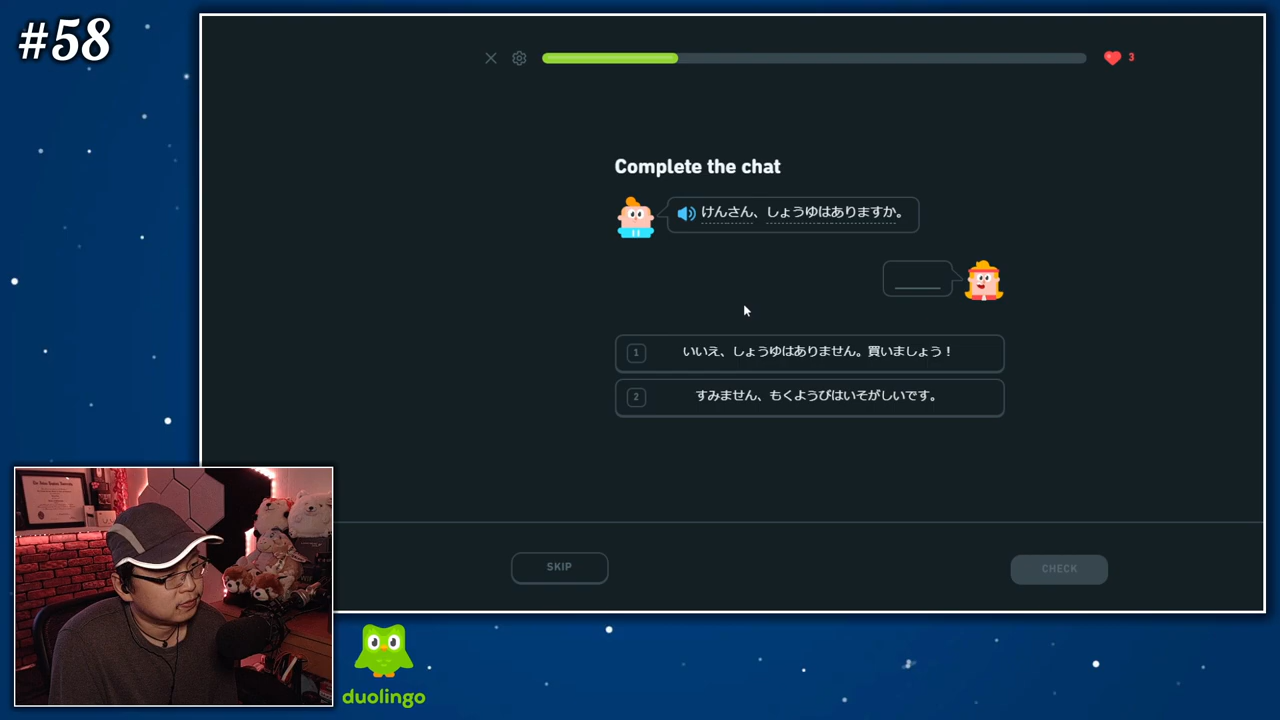 #58
3
Complete the chat
けんさん、しょうゆはありますか。
1 いいえ、しょうゆはありません。買いましょう！
2 すみません、もくようびはいそがしいです。
SKIP
CHECK
duolingo